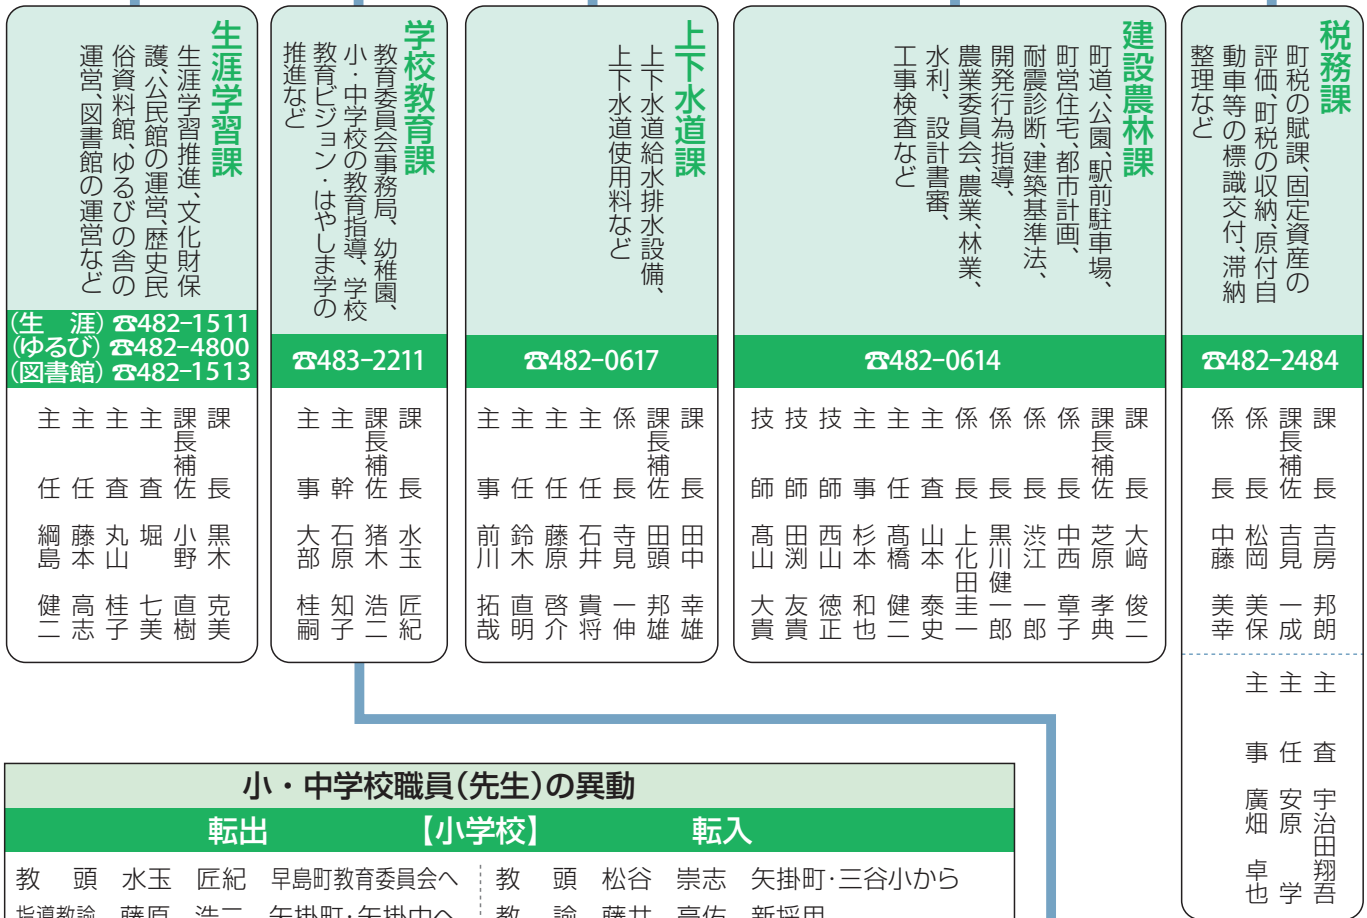 税務課
町税の賦課、固定資産の
評価、町税の収納、原付自
動車等の標識交付、滞納
整理など
☎482-2484
課長 吉房 邦朗
課長補佐 吉見 一成
係長 松岡 美保
係長 中藤 美幸
主査 宇治田翔吾
主任 安原 学
主事 廣畑 卓也
建設農林課
町道、公園、駅前駐車場、
町営住宅、都市計画、
耐震診断、建築基準法、
開発行為指導、
農業委員会、農業、林業、
水利、設計書審、
工事検査など
☎482-0614
課長 大﨑 俊二
課長補佐 芝原 孝典
係長 中西 章子
係長 渋江 一郎
係長 黒川健一郎
係長 上化田圭一
主査 山本 泰史
主任 髙橋 健二
主事 杉本 和也
技師 西山 徳正
技師 田渕 友貴
技師 髙山 大貴
上下水道課
上下水道給水排水設備、
上下水道使用料など
☎482-0617
課長 田中 幸雄
課長補佐 田頭 邦雄
係長 寺見 一伸
主任 石井 貴将
主任 藤原 啓介
主任 鈴木 直明
主事 前川 拓哉
学校教育課
教育委員会事務局、幼稚園、
小・中学校の教育指導、学校
教育ビジョン・はやしま学の
推進など
☎483-2211
課長 水玉 匠紀
課長補佐 猪木 浩二
主幹 石原 知子
主事 大部 桂嗣
生涯学習課
生涯学習推進、文化財保
護、公民館の運営、歴史民
俗資料館、ゆるびの舎の
運営、図書館の運営など
(生 涯)☎482-1511
(ゆるび)☎482-4800
(図書館)☎482-1513
課長 黒木 克美
課長補佐 小野 直樹
主査 堀 七美
主査 丸山 桂子
主任 藤本 高志
主任 綱島 健二
小・中学校職員(先生)の異動
転出 【小学校】 転入
教 頭 水玉 匠紀 早島町教育委員会へ
教 頭 松谷 崇志 矢掛町・三谷小から
指導教諭 藤原 浩二 矢掛町・矢掛中へ
教 諭 藤井 亮佑 新採用